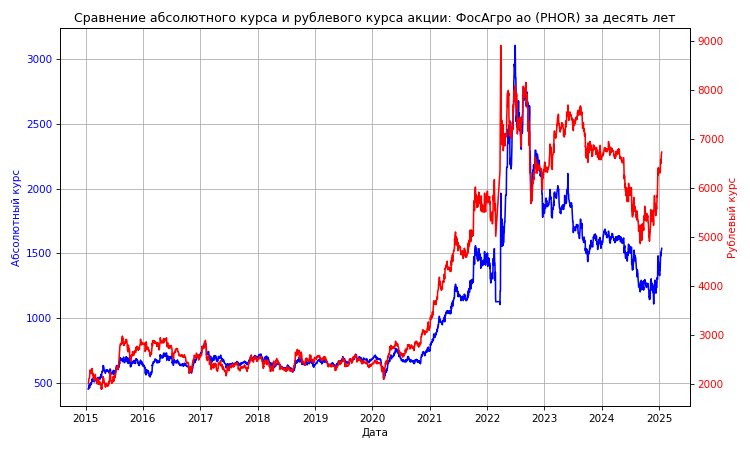 Сравнение абсолютного курса и рублевого курса акции: ФосАгро ао (PHOR) за десять лет
Абсолютный курс
3000
2500
2000
1500
1000
500
9000
8000
7000
6000
5000
4000
3000
2000
Рублевый курс
2015 2016 2017 2018 2019 2020 2021 2022 2023 2024 2025
Дата